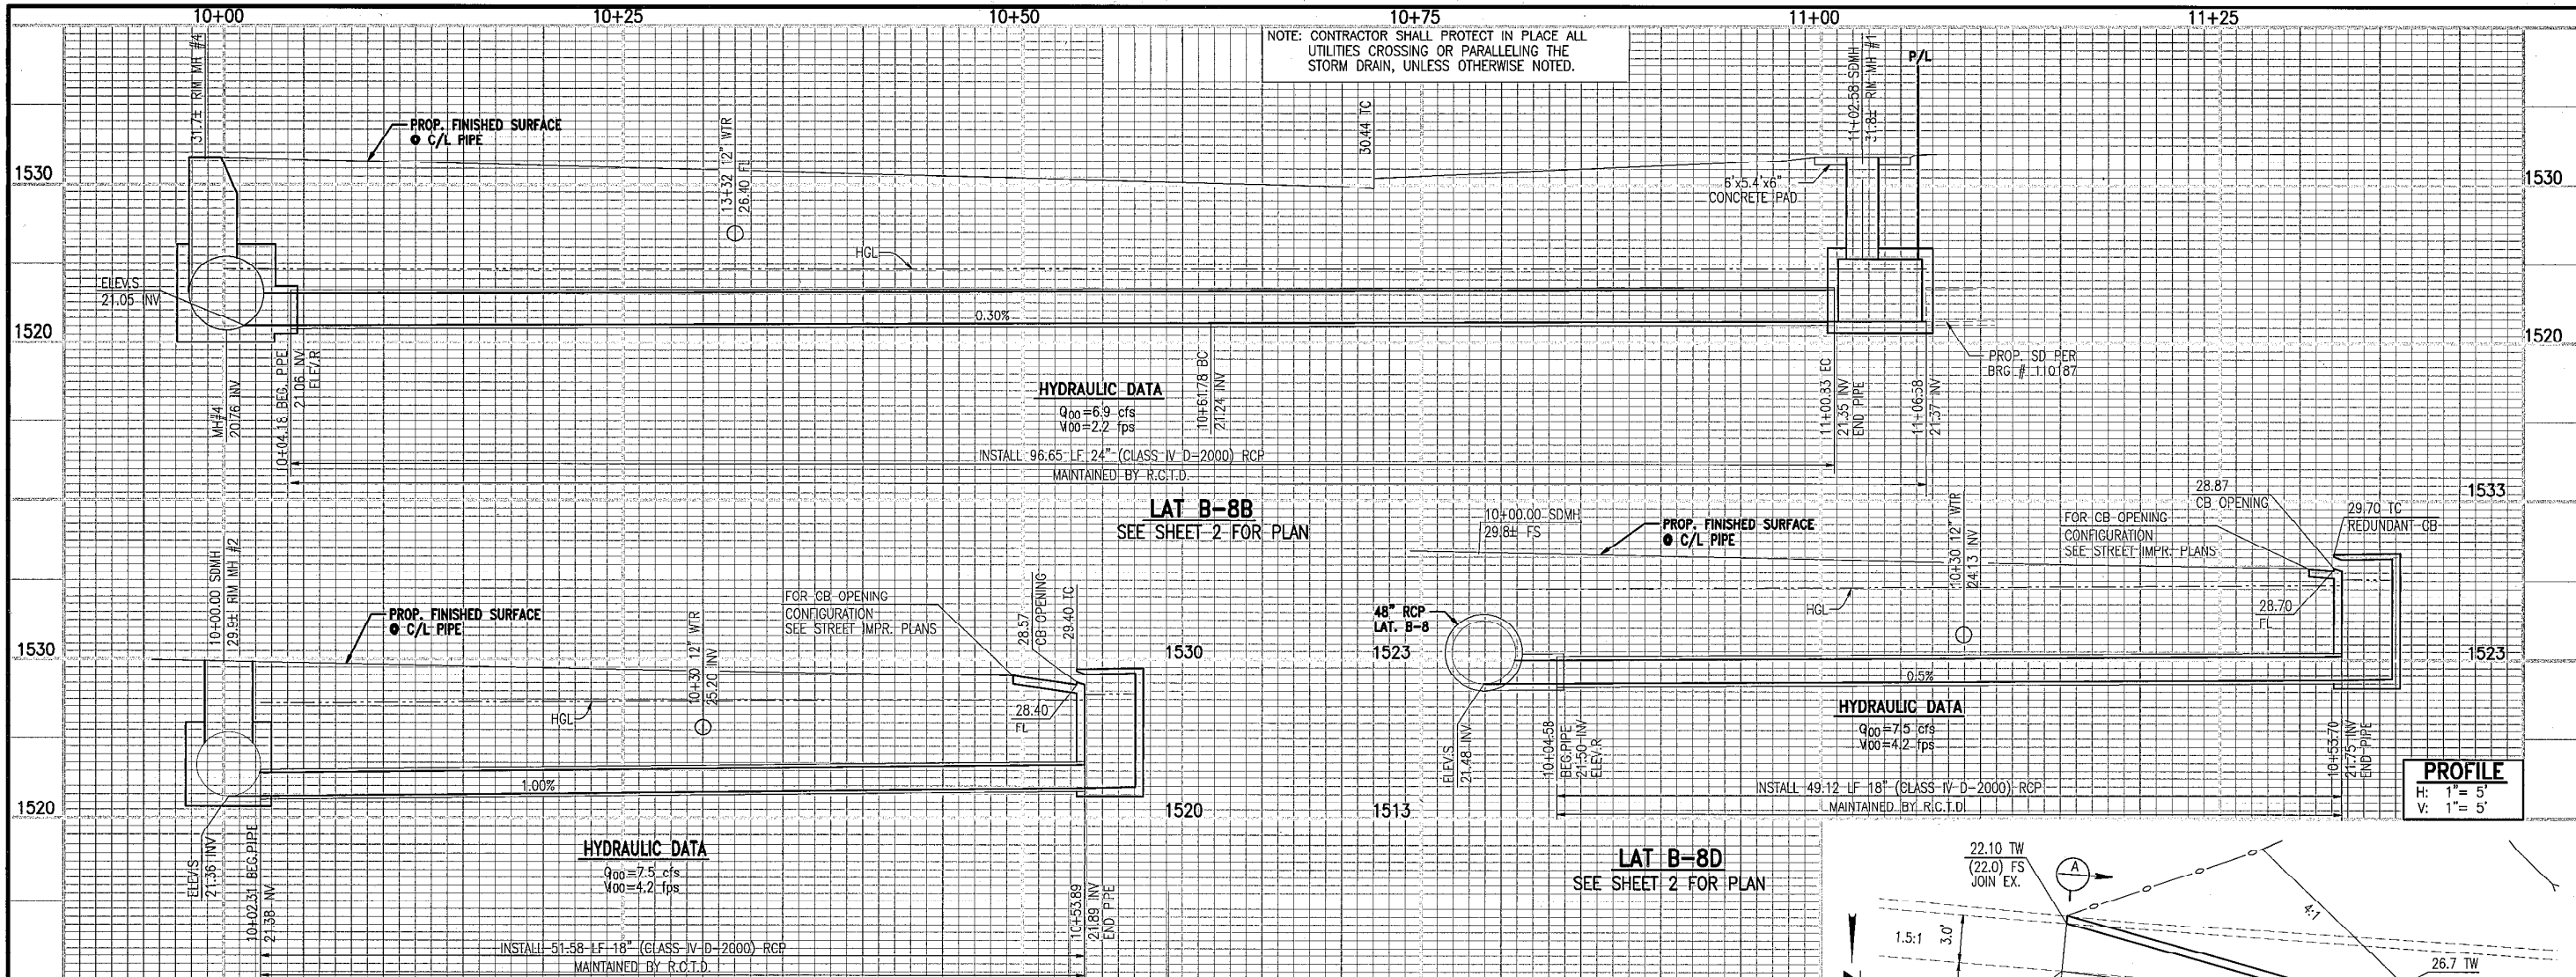 10+00
10+25
10+50
10+75
11+00
11+25
NOTE: CONTRACTOR SHALL PROTECT IN PLACE ALL
UTILITIES CROSSING OR PARALLELING THE
STORM DRAIN, UNLESS OTHERWISE NOTED.
31.7± RIM MH #4
PROP. FINISHED SURFACE
@ C/L PIPE
13+32 12" WTR
26.40 FL
30.44 TC
11+02.58 SDMH
31.8± RIM MH #1
P/L
1530
1530
6'x5.4'x6"
CONCRETE PAD
HGL
ELEV.S
21.05 INV
0.30%
1520
1520
MH#4
20.76 INV
10+04.18 BEG. PIPE
21.06 INV
ELEV.R
10+61.78 BC
21.24 INV
11+00.83 EC
21.35 INV
END PIPE
11+06.58
21.37 INV
PROP. SD PER
BRG # 110187
HYDRAULIC DATA
Q100=6.9 cfs
V100=2.2 fps
INSTALL 96.65 LF 24" (CLASS IV D-2000) RCP
MAINTAINED BY R.C.T.D.
LAT B-8B
SEE SHEET 2 FOR PLAN
10+00.00 SDMH
29.9± RIM MH #2
PROP. FINISHED SURFACE
@ C/L PIPE
10+30 12" WTR
25.20 INV
FOR CB OPENING
CONFIGURATION
SEE STREET IMPR. PLANS
28.57
CB OPENING
29.40 TC
1530
1530
HGL
28.40
FL
1.00%
1520
1520
ELEV.S
21.36 INV
10+02.31 BEG.PIPE
21.38 INV
HYDRAULIC DATA
Q100=7.5 cfs
V100=4.2 fps
10+53.89
21.89 INV
END PIPE
INSTALL 51.58 LF 18" (CLASS IV D-2000) RCP
MAINTAINED BY R.C.T.D.
10+00.00 SDMH
29.8± FS
PROP. FINISHED SURFACE
@ C/L PIPE
10+30 12" WTR
24.13 INV
FOR CB OPENING
CONFIGURATION
SEE STREET IMPR. PLANS
28.87
CB OPENING
29.70 TC
REDUNDANT CB
1533
48" RCP
LAT. B-8
HGL
28.70
FL
1523
1523
0.5%
ELEV.S
21.48 INV
10+04.58
BEG.PIPE
21.50 INV
ELEV.R
HYDRAULIC DATA
Q100=7.5 cfs
V100=4.2 fps
10+53.70
21.75 INV
END PIPE
INSTALL 49.12 LF 18" (CLASS IV D-2000) RCP
MAINTAINED BY R.C.T.D
1513
PROFILE
H: 1"= 5'
V: 1"= 5'
LAT B-8D
SEE SHEET 2 FOR PLAN
22.10 TW
(22.0) FS
JOIN EX.
A
4:1
1.5:1
3.0'
26.7 TW